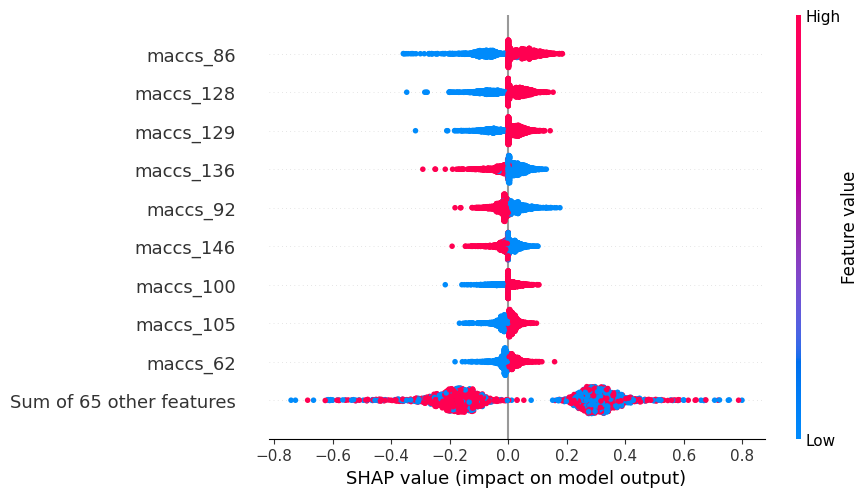 High
maccs_86
maccs_128
maccs_129
maccs_136
maccs_92
maccs_146
maccs_100
maccs_105
maccs_62
Sum of 65 other features
Feature value
Low
−0.8 −0.6 −0.4 −0.2 0.0 0.2 0.4 0.6 0.8
SHAP value (impact on model output)